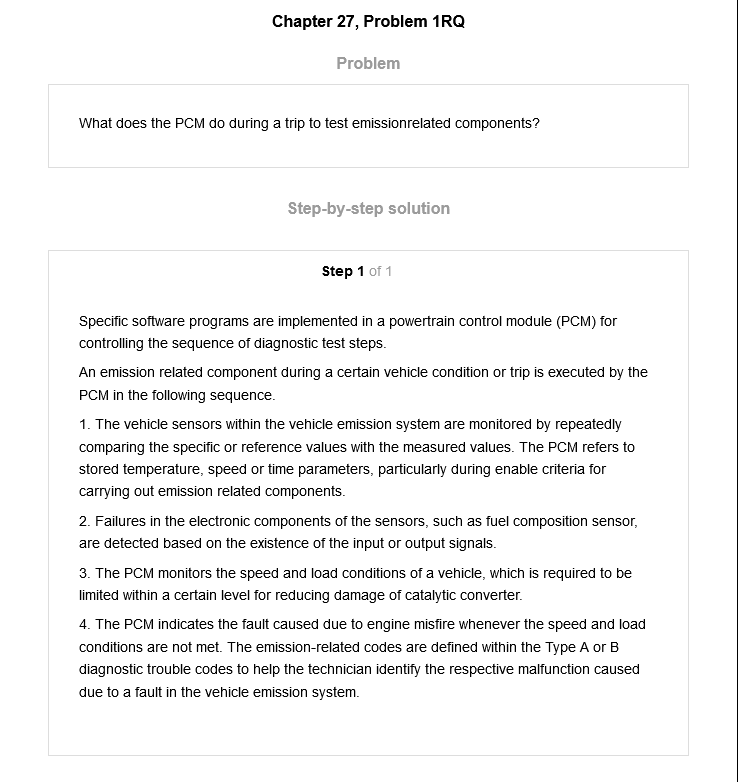 Chapter 27, Problem 1RQ
Problem
What does the PCM do during a trip to test emissionrelated components?
Step-by-step solution
Step 1 of 1
Specific software programs are implemented in a powertrain control module (PCM) for
controlling the sequence of diagnostic test steps.
An emission related component during a certain vehicle condition or trip is executed by the
PCM in the following sequence.
1. The vehicle sensors within the vehicle emission system are monitored by repeatedly
comparing the specific or reference values with the measured values. The PCM refers to
stored temperature, speed or time parameters, particularly during enable criteria for
carrying out emission related components.
2. Failures in the electronic components of the sensors, such as fuel composition sensor,
are detected based on the existence of the input or output signals.
3. The PCM monitors the speed and load conditions of a vehicle, which is required to be
limited within a certain level for reducing damage of catalytic converter.
4. The PCM indicates the fault caused due to engine misfire whenever the speed and load
conditions are not met. The emission-related codes are defined within the Type A or B
diagnostic trouble codes to help the technician identify the respective malfunction caused
due to a fault in the vehicle emission system.